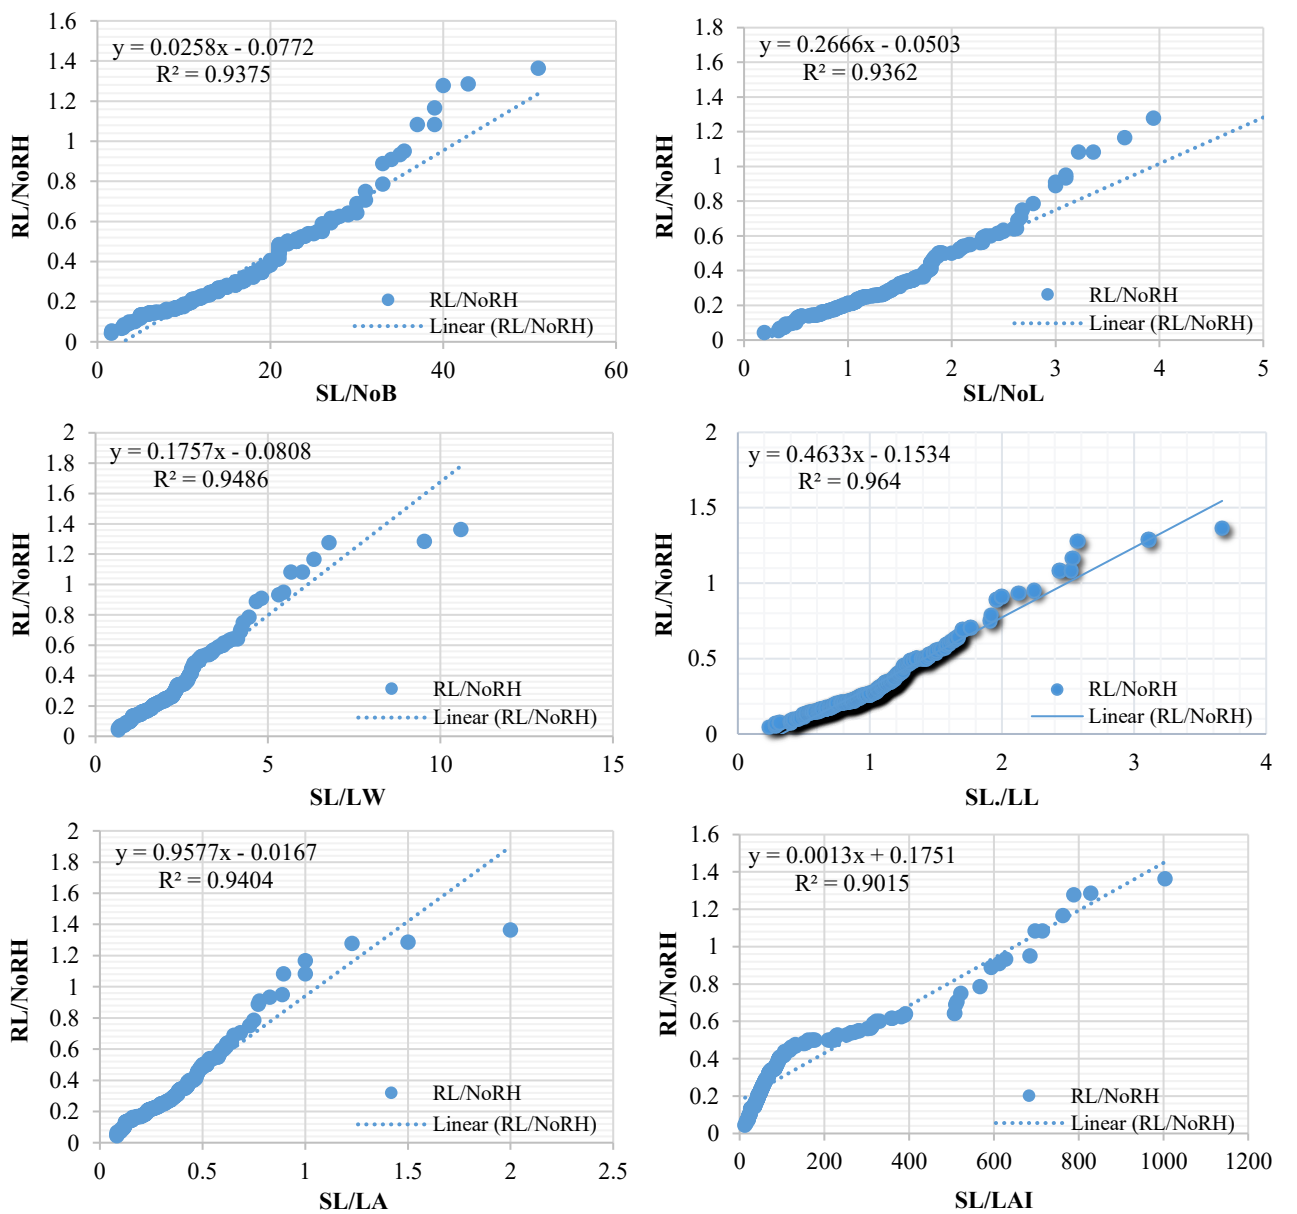 y = 0.0258x - 0.0772
R² = 0.9375
1.6
1.4
1.2
1
0.8
0.6
0.4
0.2
0
RL/NoRH
RL/NoRH
Linear (RL/NoRH)
0 20 40 60
SL/NoB
y = 0.2666x - 0.0503
R² = 0.9362
1.8
1.6
1.4
1.2
1
0.8
0.6
0.4
0.2
0
RL/NoRH
RL/NoRH
Linear (RL/NoRH)
0 1 2 3 4 5
SL/NoL
y = 0.1757x - 0.0808
R² = 0.9486
2
1.8
1.6
1.4
1.2
1
0.8
0.6
0.4
0.2
0
RL/NoRH
RL/NoRH
Linear (RL/NoRH)
0 5 10 15
SL/LW
y = 0.4633x - 0.1534
R² = 0.964
2
1.5
1
0.5
0
RL/NoRH
RL/NoRH
Linear (RL/NoRH)
0 1 2 3 4
SL./LL
y = 0.9577x - 0.0167
R² = 0.9404
2
1.8
1.6
1.4
1.2
1
0.8
0.6
0.4
0.2
0
RL/NoRH
RL/NoRH
Linear (RL/NoRH)
0 0.5 1 1.5 2 2.5
SL/LA
y = 0.0013x + 0.1751
R² = 0.9015
1.6
1.4
1.2
1
0.8
0.6
0.4
0.2
0
RL/NoRH
RL/NoRH
Linear (RL/NoRH)
0 200 400 600 800 1000 1200
SL/LAI